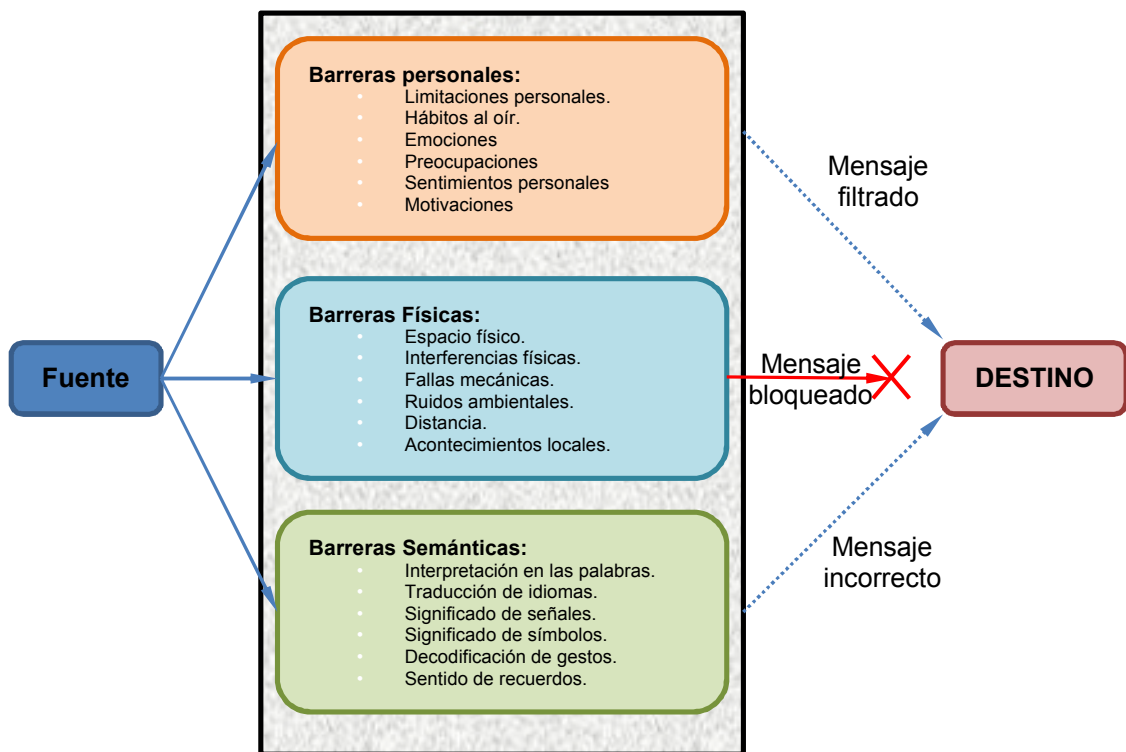 Barreras personales:
Limitaciones personales.
Hábitos al oír.
Emociones
Preocupaciones
Sentimientos personales
Motivaciones
Mensaje
filtrado
Barreras Físicas:
Espacio físico.
Interferencias físicas.
Fallas mecánicas.
Ruidos ambientales.
Distancia.
Acontecimientos locales.
Fuente
Mensaje
bloqueado
DESTINO
Barreras Semánticas:
Interpretación en las palabras.
Traducción de idiomas.
Significado de señales.
Significado de símbolos.
Decodificación de gestos.
Sentido de recuerdos.
Mensaje
incorrecto